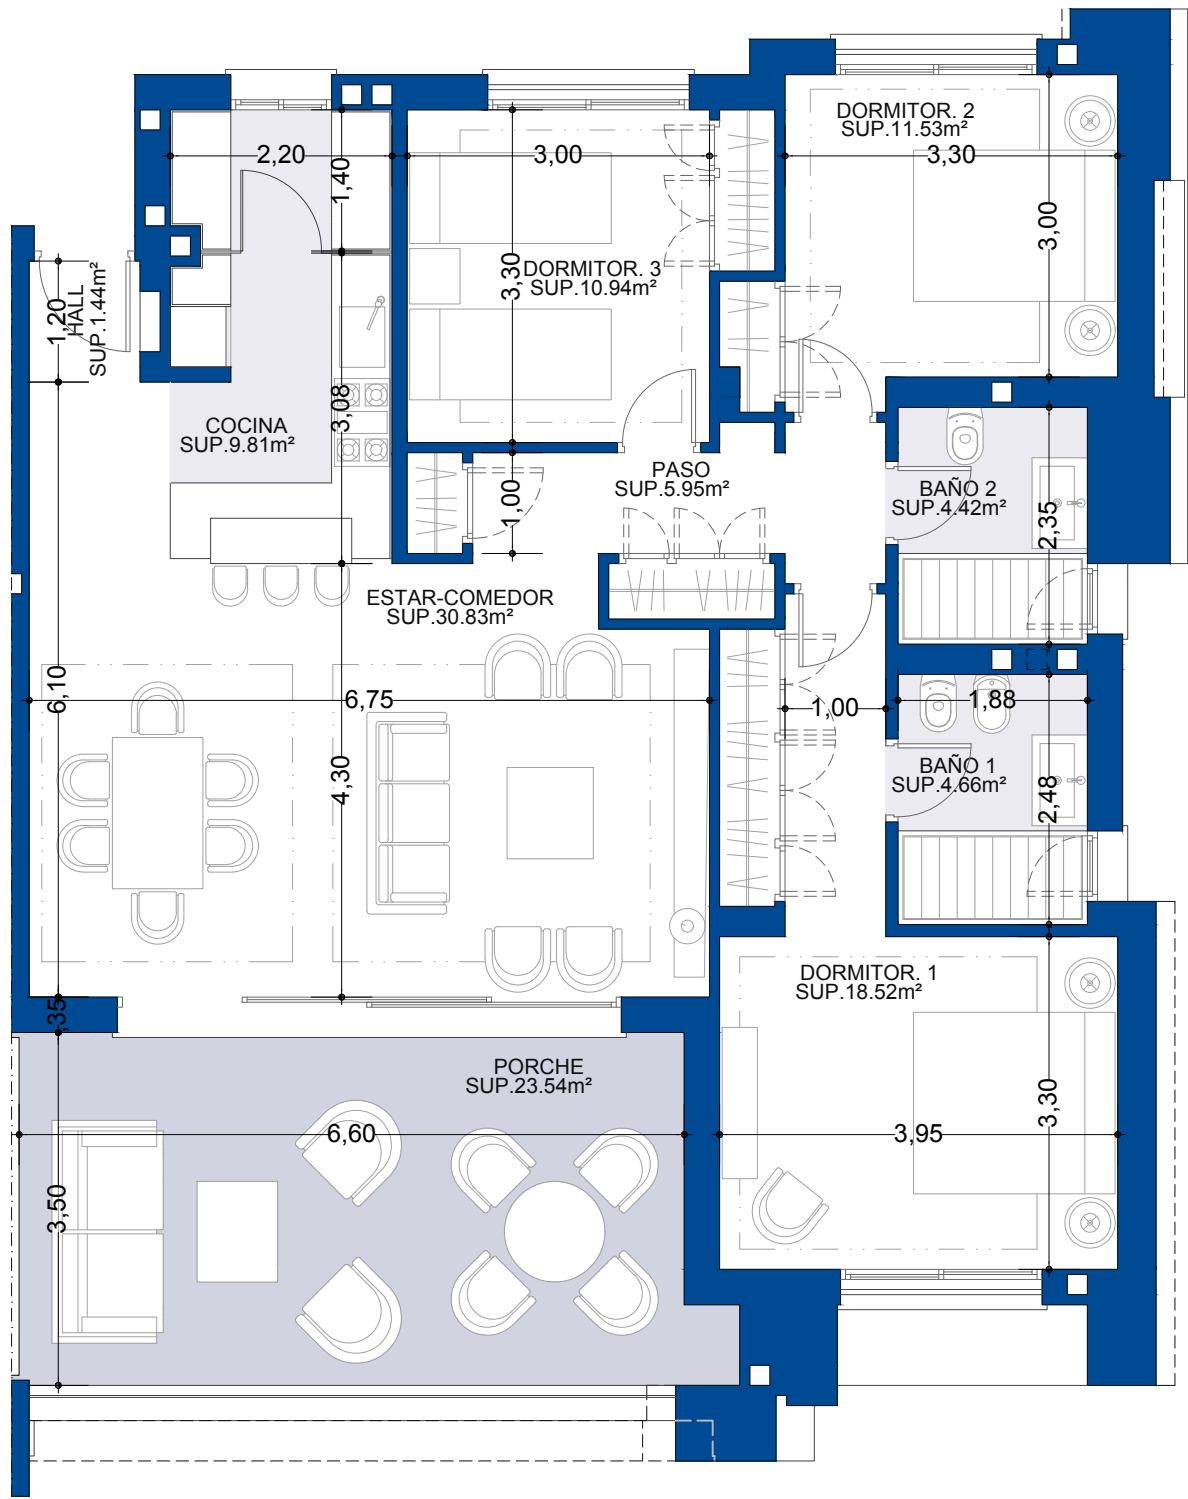 DORMITOR. 2
SUP.11.53m²
2,20
3,00
3,30
1,40
3,00
DORMITOR. 3
SUP.10.94m²
3,30
1,20
HALL
SUP.1.44m²
COCINA
SUP.9.81m²
3,08
PASO
SUP.5.95m²
1,00
BAÑO 2
SUP.4.42m²
2,35
ESTAR-COMEDOR
SUP.30.83m²
6,10
6,75
1,00
1,88
4,30
BAÑO 1
SUP.4.66m²
2,48
DORMITOR. 1
SUP.18.52m²
,35
PORCHE
SUP.23.54m²
6,60
3,95
3,30
3,50